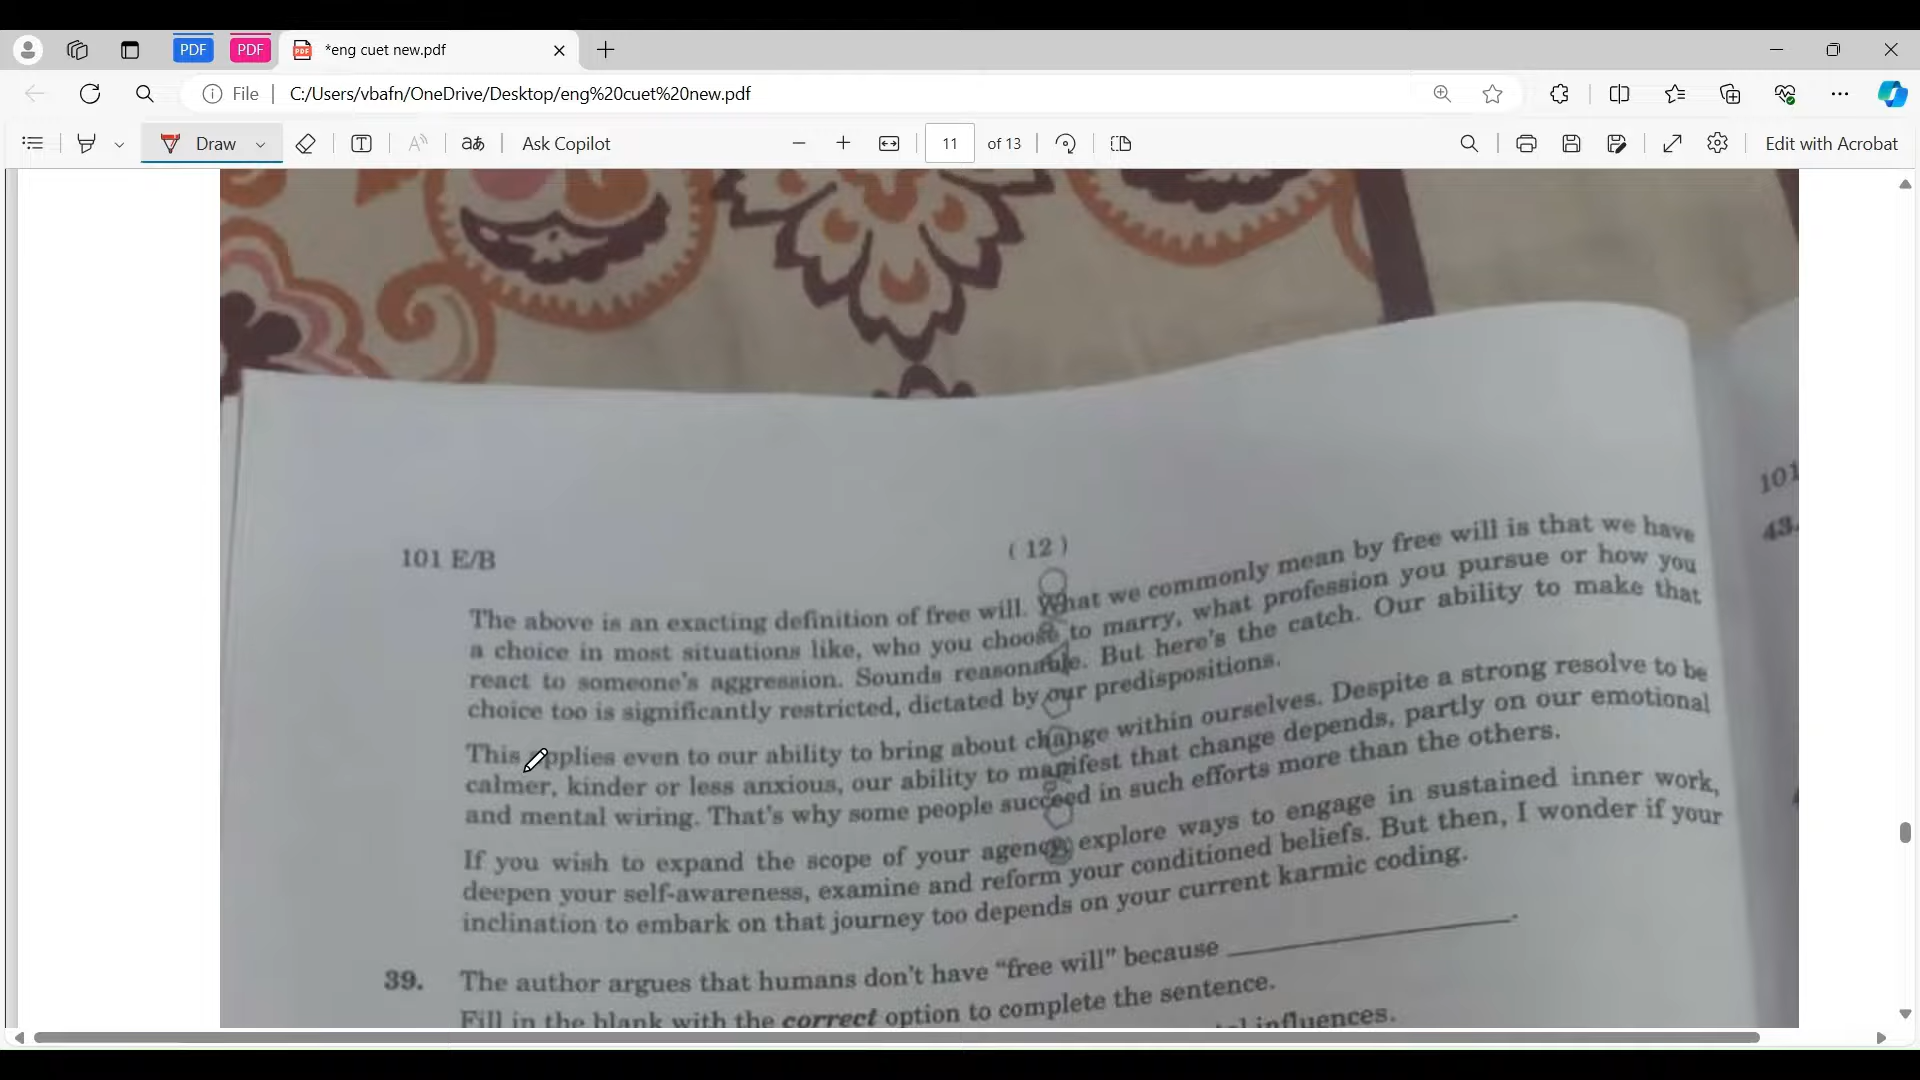 PDF
PDF
*eng cuet new.pdf
File
C:/Users/vbafn/OneDrive/Desktop/eng%20cuet%20new.pdf
Draw
aあ
Ask Copilot
11 of 13
Edit with Acrobat
101 E/B
( 12 )
The above is an exacting definition of free will. What we commonly mean by free will is that we have
a choice in most situations like, who you choose to marry, what profession you pursue or how you
react to someone's aggression. Sounds reasonable. But here's the catch. Our ability to make that
choice too is significantly restricted, dictated by our predispositions.
This applies even to our ability to bring about change within ourselves. Despite a strong resolve to be
calmer, kinder or less anxious, our ability to manifest that change depends, partly on our emotional
and mental wiring. That's why some people succeed in such efforts more than the others.
If you wish to expand the scope of your agency, explore ways to engage in sustained inner work,
deepen your self-awareness, examine and reform your conditioned beliefs. But then, I wonder if your
inclination to embark on that journey too depends on your current karmic coding.
39. The author argues that humans don't have "free will" because ____.
Fill in the blank with the correct option to complete the sentence.
influences.
101
43.